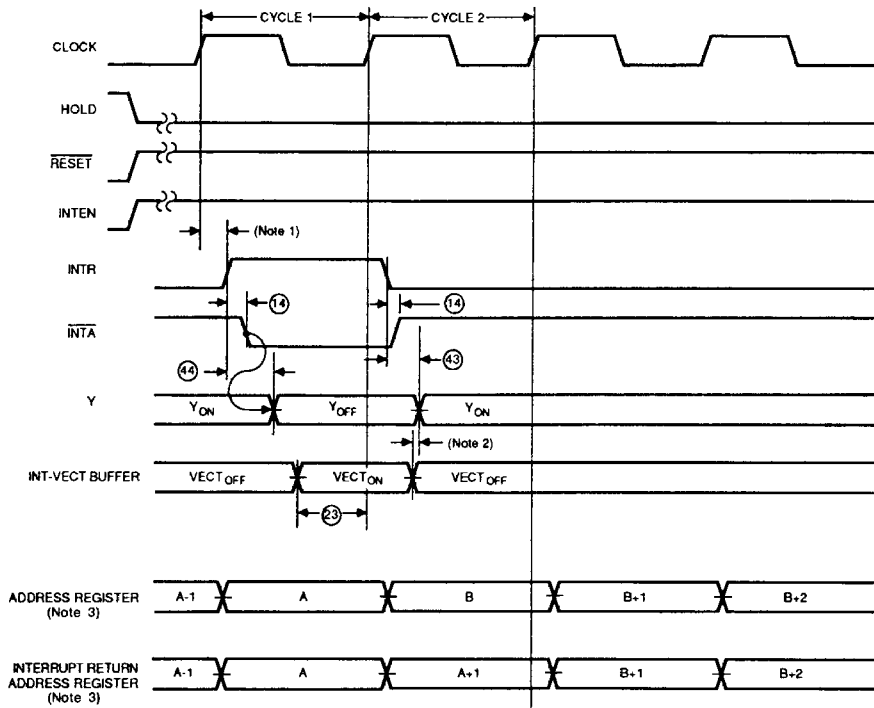 CYCLE 1 CYCLE 2
CLOCK
HOLD
RESET
INTEN
(Note 1)
INTR
14 14
INTA
44 43
Y
YON YOFF YON
(Note 2)
INT-VECT BUFFER VECTOFF VECTON VECTOFF
23
ADDRESS REGISTER
(Note 3)
A-1 A B B+1 B+2
INTERRUPT RETURN
ADDRESS REGISTER
(Note 3)
A-1 A A+1 B+1 B+2